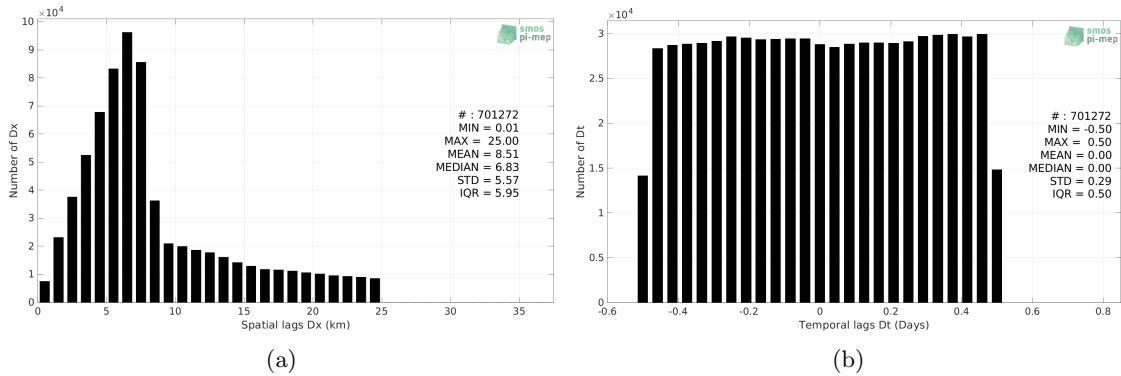 ×10⁴
10
9
8
7
6
5
4
3
2
1
0
Number of Dx
0 5 10 15 20 25 30 35
Spatial lags Dx (km)
smos
pi-mep
# : 701272
MIN = 0.01
MAX = 25.00
MEAN = 8.51
MEDIAN = 6.83
STD = 5.57
IQR = 5.95
(a)
×10⁴
3
2.5
2
1.5
1
0.5
0
Number of Dt
-0.6 -0.4 -0.2 0 0.2 0.4 0.6 0.8
Temporal lags Dt (Days)
smos
pi-mep
# : 701272
MIN = -0.50
MAX = 0.50
MEAN = 0.00
MEDIAN = 0.00
STD = 0.29
IQR = 0.50
(b)